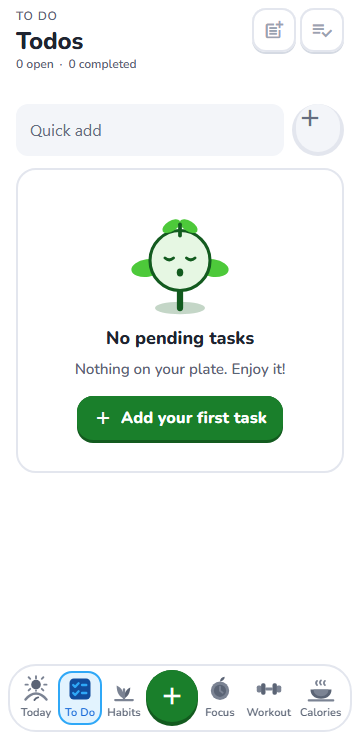 TO DO
Todos
0 open · 0 completed
Quick add
No pending tasks
Nothing on your plate. Enjoy it!
Add your first task
Today
To Do
Habits
Focus
Workout
Calories